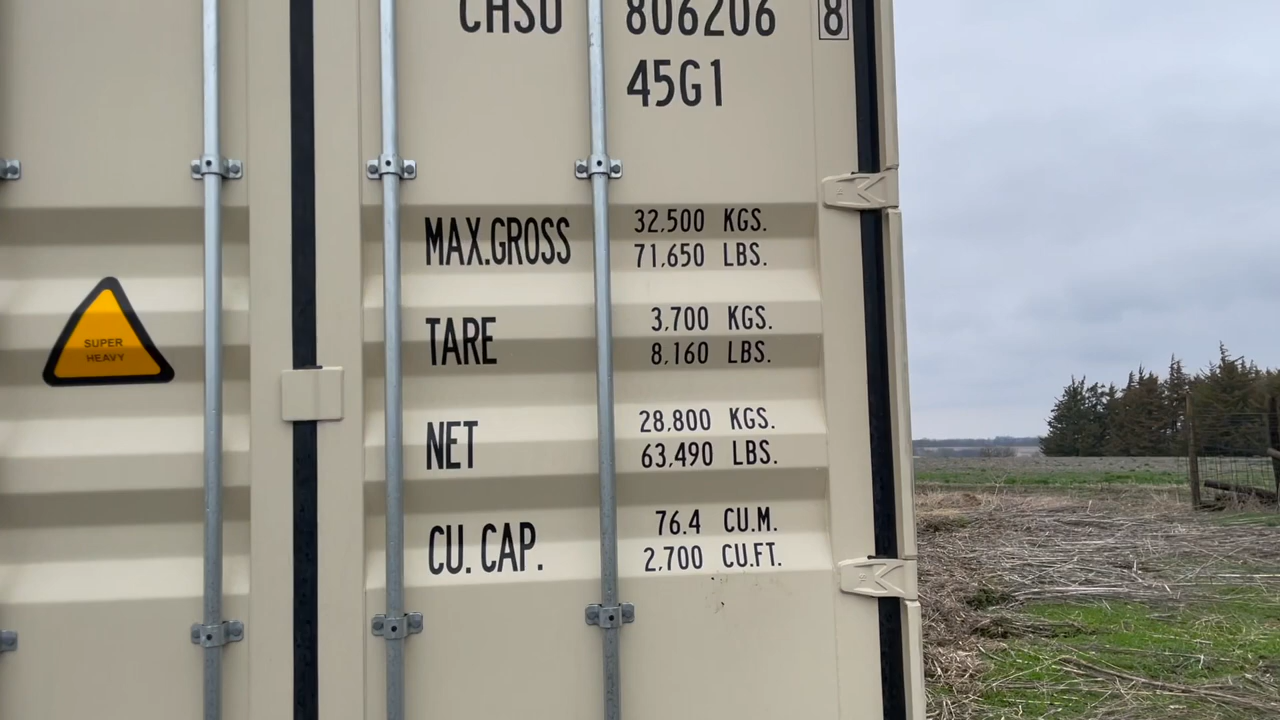 CHSU 806206 8
45G1
MAX.GROSS 32,500 KGS.
71,650 LBS.
TARE 3,700 KGS.
8,160 LBS.
NET 28,800 KGS.
63,490 LBS.
CU. CAP. 76.4 CU.M.
2,700 CU.FT.
SUPER
HEAVY